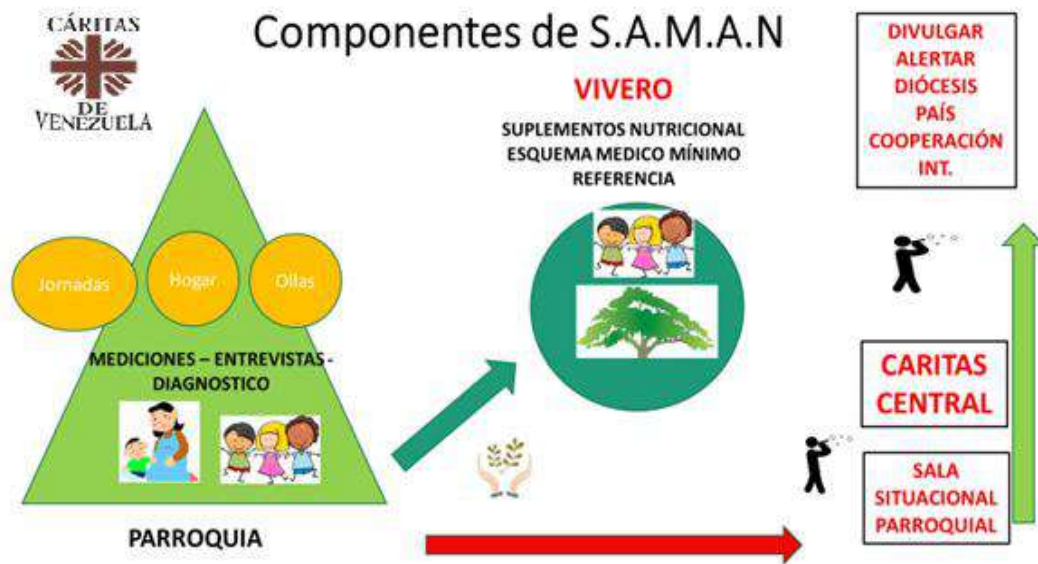 CÁRITAS
DE
VENEZUELA
Componentes de S.A.M.A.N
VIVERO
SUPLEMENTOS NUTRICIONAL
ESQUEMA MEDICO MÍNIMO
REFERENCIA
DIVULGAR
ALERTAR
DIÓCESIS
PAÍS
COOPERACIÓN
INT.
Jornadas
Hogar
Ollas
MEDICIONES – ENTREVISTAS-
DIAGNOSTICO
PARROQUIA
CARITAS
CENTRAL
SALA
SITUACIONAL
PARROQUIAL